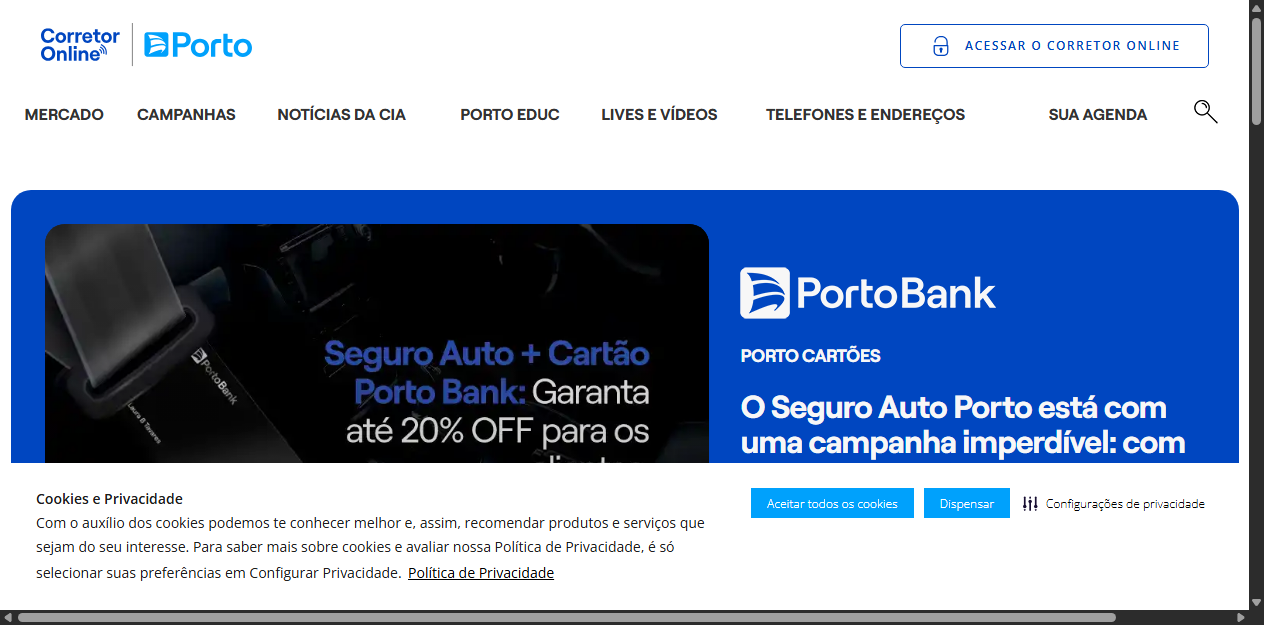 Corretor
Online
Porto
ACESSAR O CORRETOR ONLINE
MERCADO CAMPANHAS NOTÍCIAS DA CIA PORTO EDUC LIVES E VÍDEOS TELEFONES E ENDEREÇOS SUA AGENDA
PortoBank
Laura B Tavares
Seguro Auto + Cartão
Porto Bank: Garanta
até 20% OFF para os
PortoBank
PORTO CARTÕES
O Seguro Auto Porto está com
uma campanha imperdível: com
Cookies e Privacidade
Com o auxílio dos cookies podemos te conhecer melhor e, assim, recomendar produtos e serviços que
sejam do seu interesse. Para saber mais sobre cookies e avaliar nossa Política de Privacidade, é só
selecionar suas preferências em Configurar Privacidade. Política de Privacidade
Aceitar todos os cookies
Dispensar
Configurações de privacidade